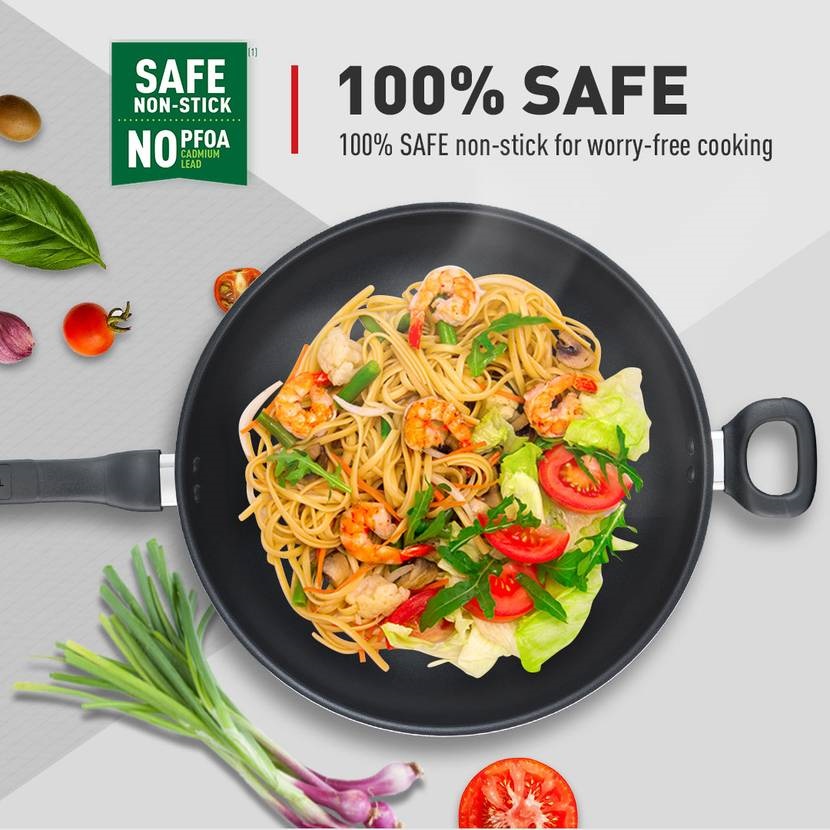 SAFE
NON-STICK
(1)
NO PFOA
CADMIUM
LEAD
100% SAFE
100% SAFE non-stick for worry-free cooking